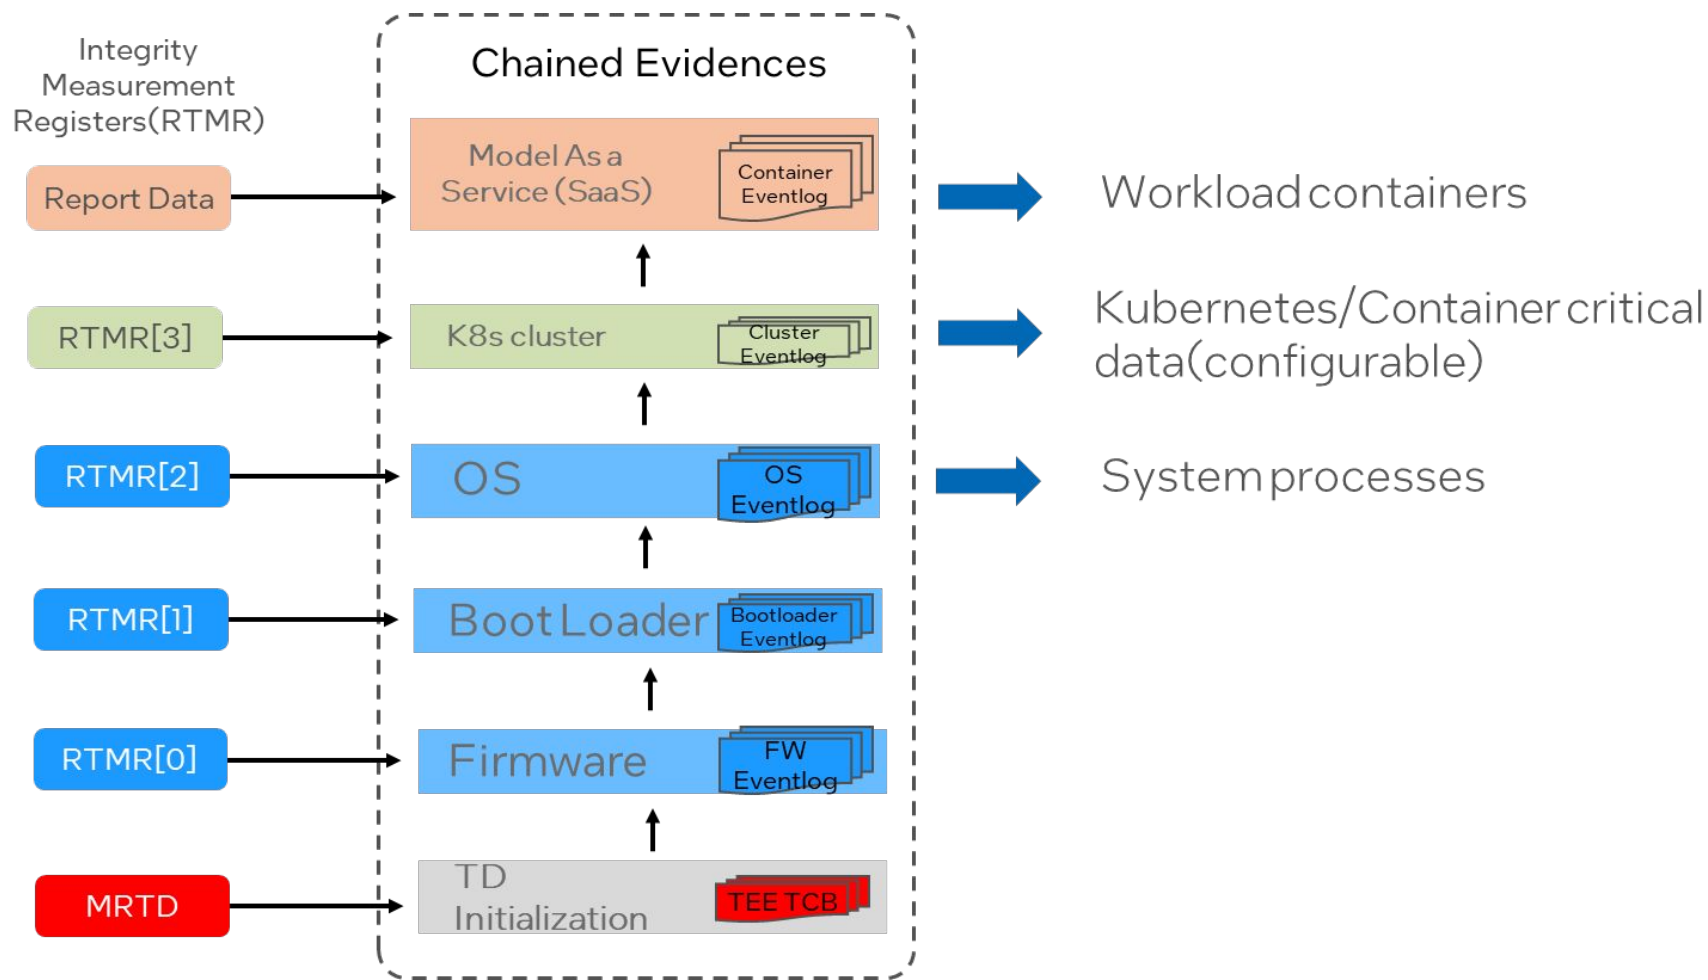 Integrity
Measurement
Registers(RTMR)
Chained Evidences
Report Data
Model As a
Service (SaaS)
Container
Eventlog
Workload containers
RTMR[3]
K8s cluster
Cluster
Eventlog
Kubernetes/Container critical
data(configurable)
RTMR[2]
OS
OS
Eventlog
System processes
RTMR[1]
Boot Loader
Bootloader
Eventlog
RTMR[0]
Firmware
FW
Eventlog
MRTD
TD
Initialization
TEE TCB